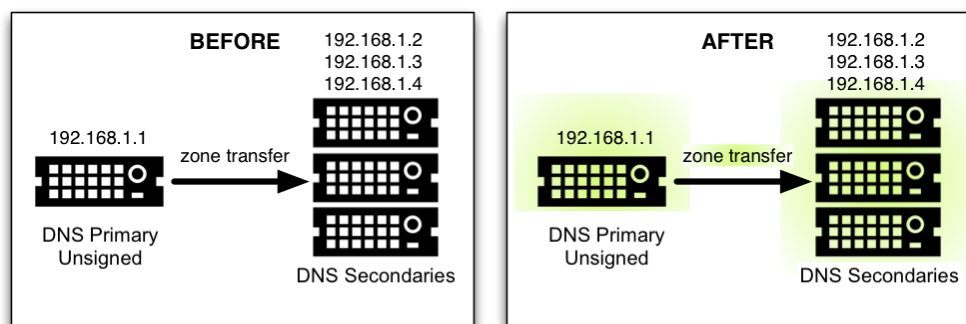 BEFORE
192.168.1.2
192.168.1.3
192.168.1.4
192.168.1.1
zone transfer
DNS Primary
Unsigned
DNS Secondaries
AFTER
192.168.1.2
192.168.1.3
192.168.1.4
192.168.1.1
zone transfer
DNS Primary
Unsigned
DNS Secondaries